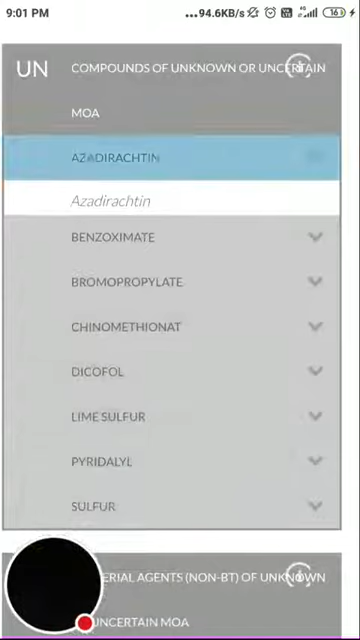 9:01 PM ...94.6KB/s 16
UN COMPOUNDS OF UNKNOWN OR UNCERTAIN
MOA
AZADIRACHTIN
Azadirachtin
BENZOXIMATE
BROMOPROPYLATE
CHINOMETHIONAT
DICOFOL
LIME SULFUR
PYRIDALYL
SULFUR
ERIAL AGENTS (NON-BT) OF UNKNOWN
UNCERTAIN MOA